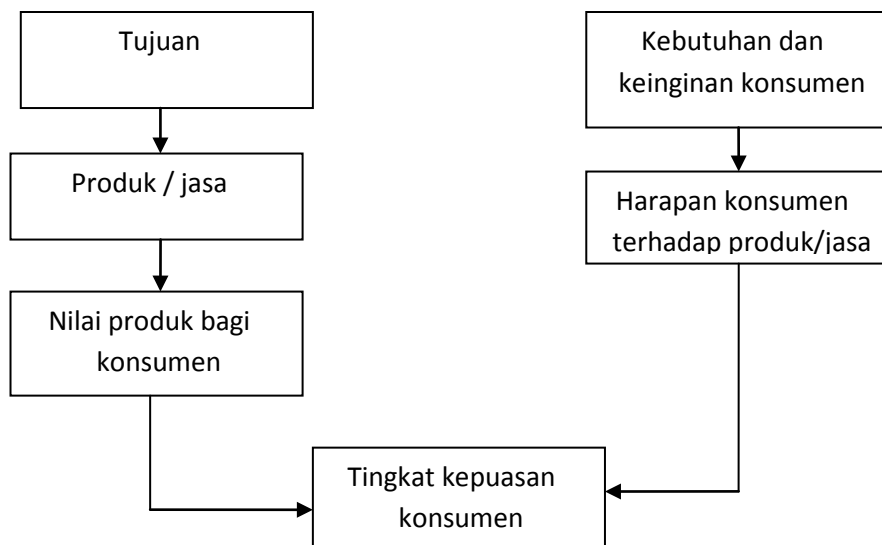 Tujuan
Produk / jasa
Nilai produk bagi
konsumen
Kebutuhan dan
keinginan konsumen
Harapan konsumen
terhadap produk/jasa
Tingkat kepuasan
konsumen